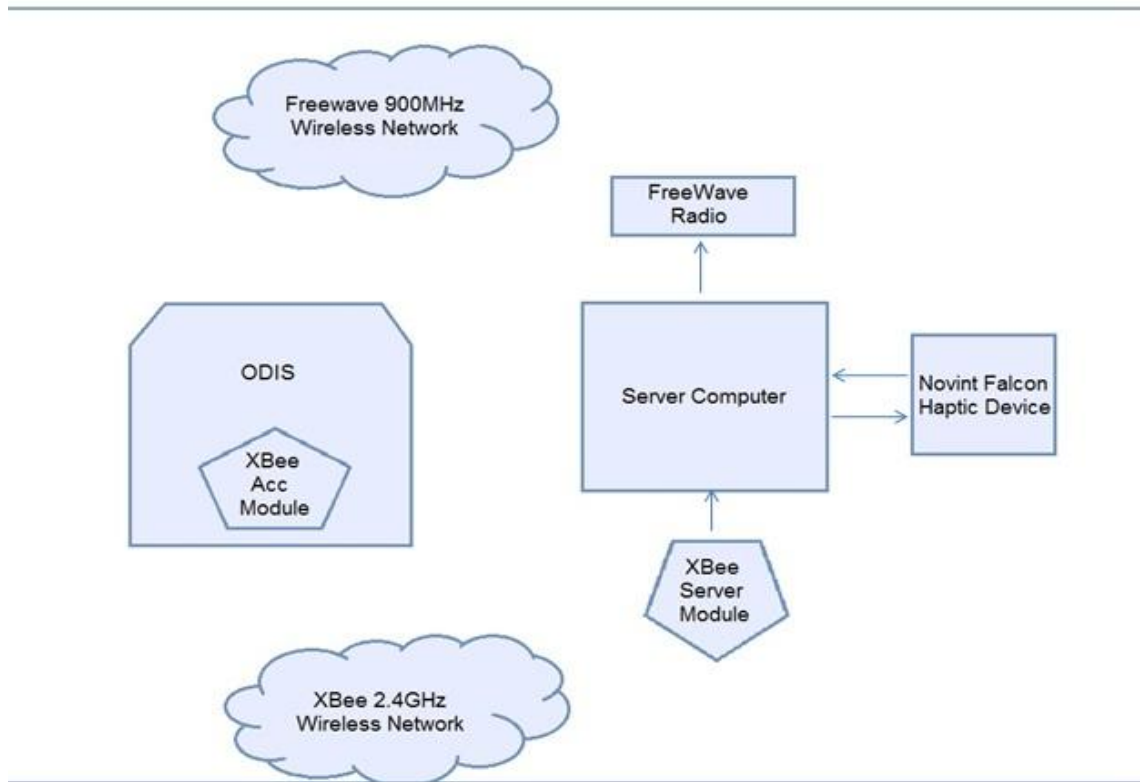 Freewave 900MHz
Wireless Network
FreeWave
Radio
ODIS
XBee
Acc
Module
Server Computer
Novint Falcon
Haptic Device
XBee
Server
Module
XBee 2.4GHz
Wireless Network